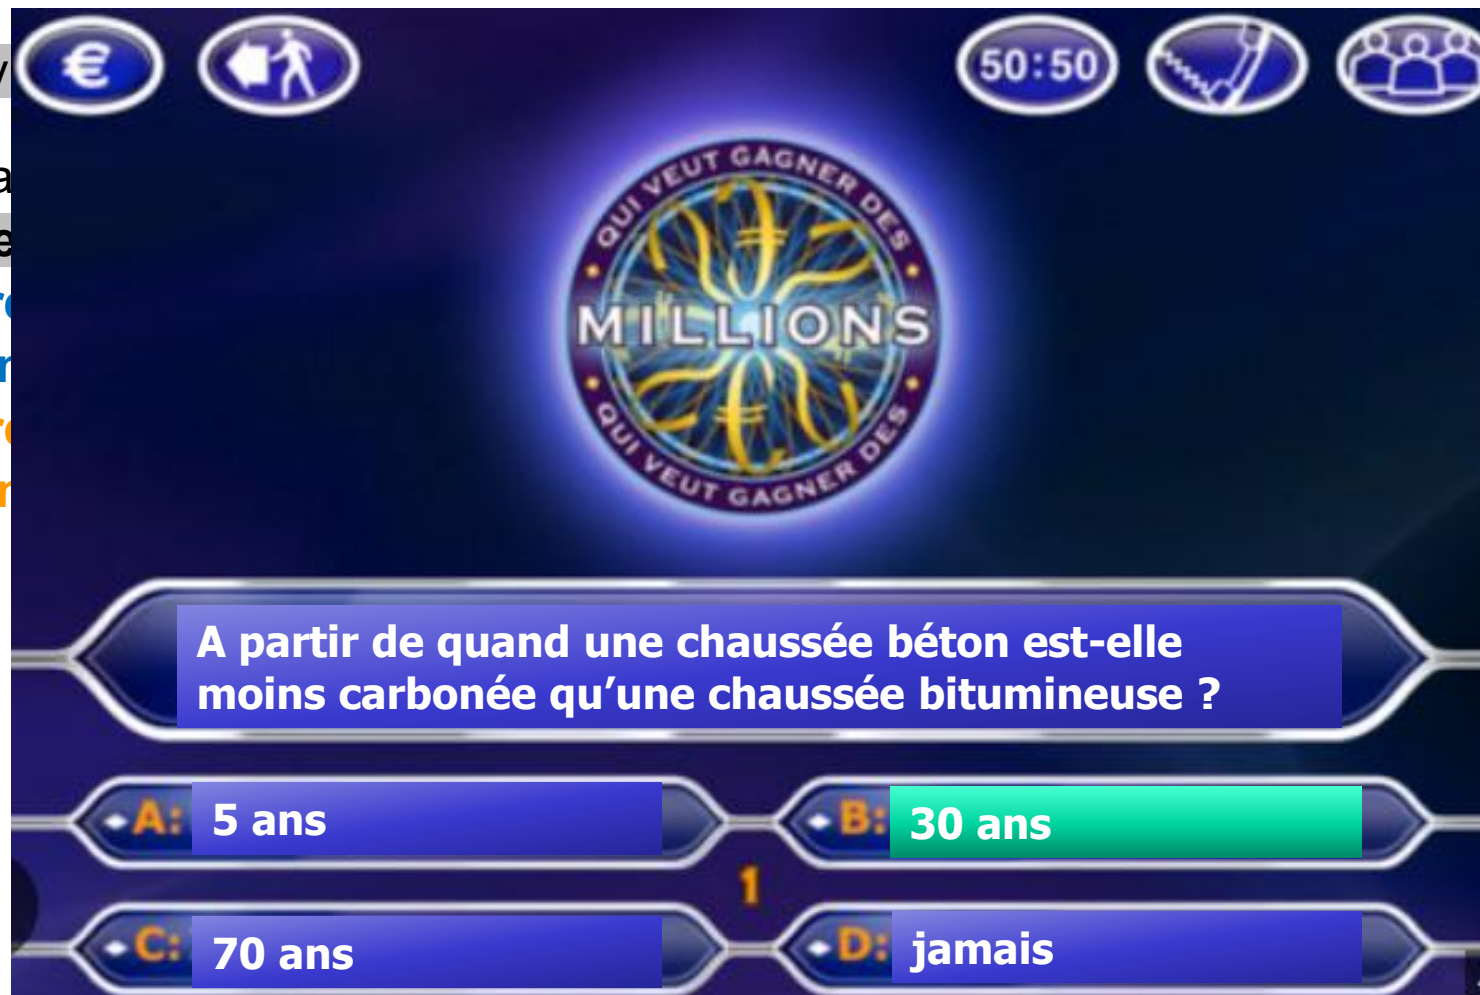 €
50:50
QUI VEUT GAGNER DES
MILLIONS
QUI VEUT GAGNER DES
A partir de quand une chaussée béton est-elle
moins carbonée qu’une chaussée bitumineuse ?
A: 5 ans
B: 30 ans
1
C: 70 ans
D: jamais